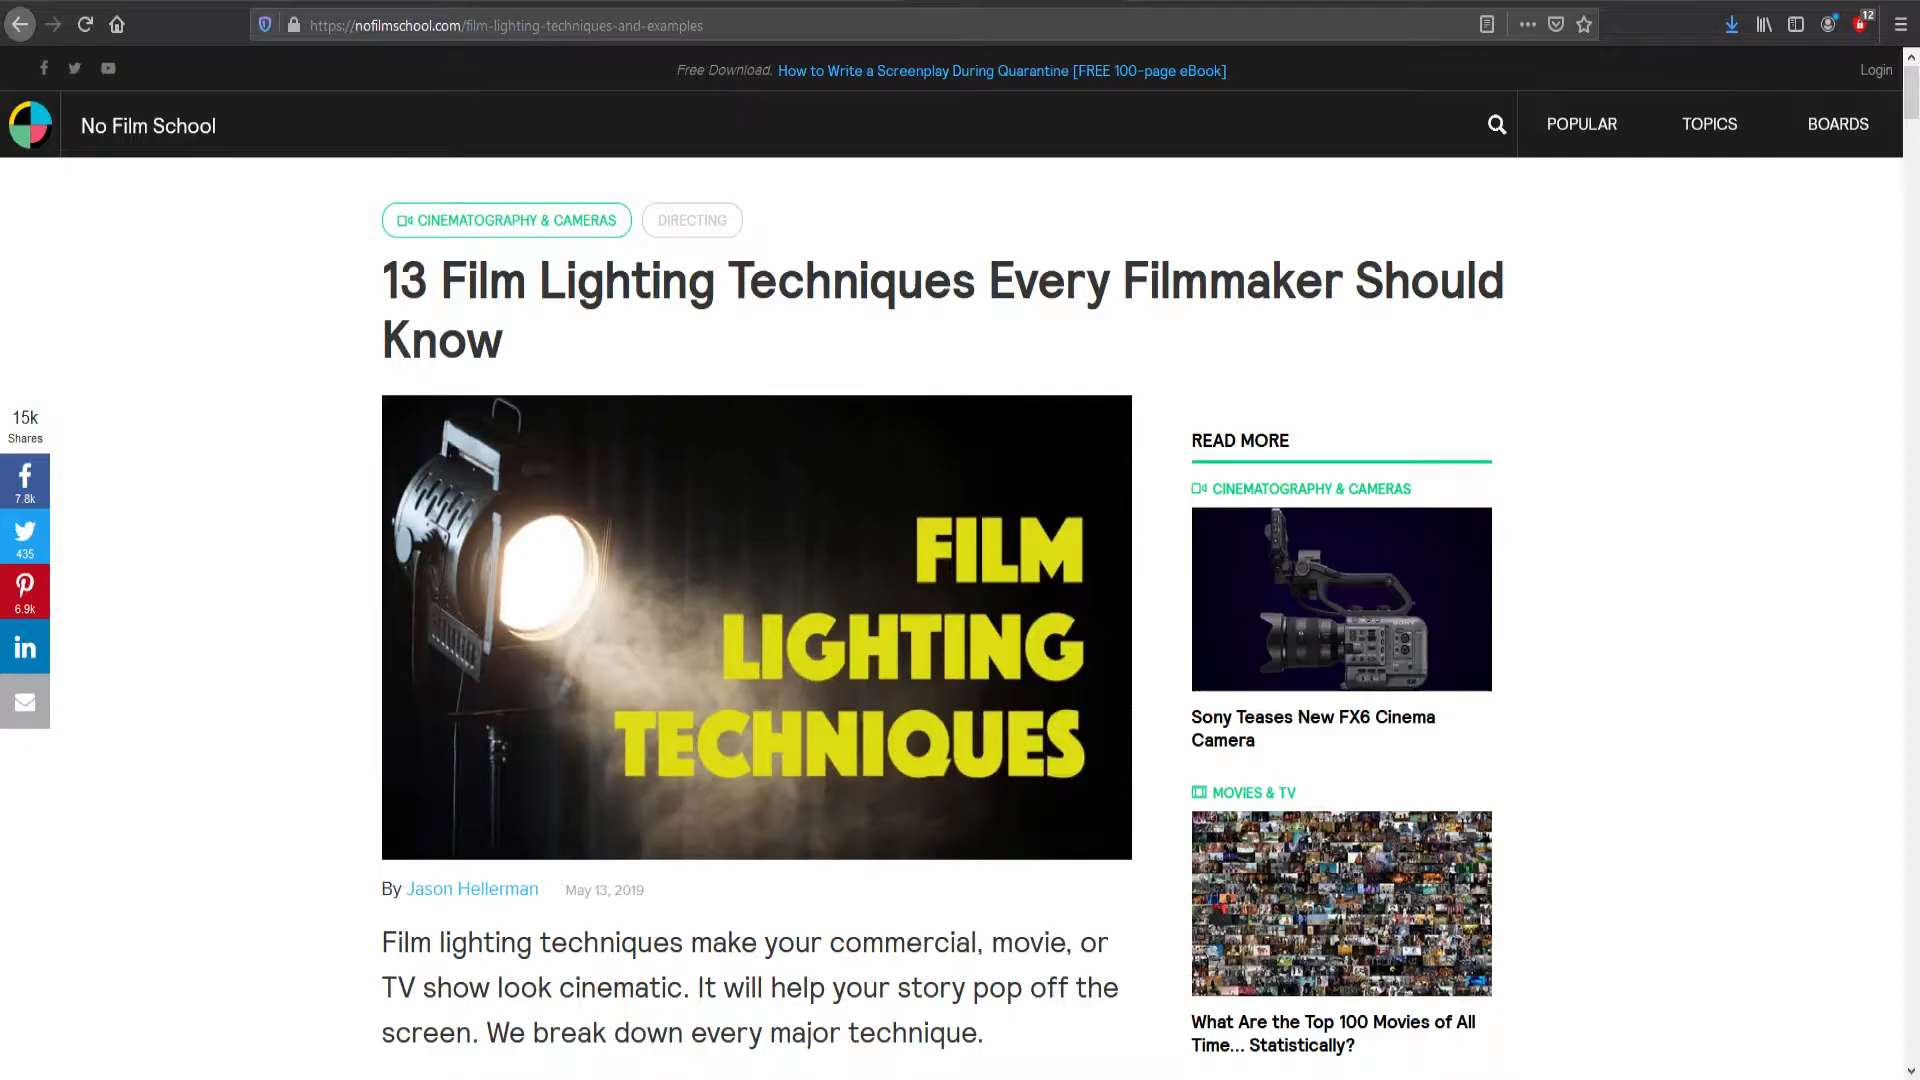 https://nofilmschool.com/film-lighting-techniques-and-examples
12
Free Download. How to Write a Screenplay During Quarantine [FREE 100-page eBook]
Login
No Film School
POPULAR
TOPICS
BOARDS
CINEMATOGRAPHY & CAMERAS
DIRECTING
13 Film Lighting Techniques Every Filmmaker Should
Know
15k
Shares
7.8k
435
6.9k
FILM
LIGHTING
TECHNIQUES
READ MORE
CINEMATOGRAPHY & CAMERAS
SONY
Sony Teases New FX6 Cinema
Camera
MOVIES & TV
What Are the Top 100 Movies of All
Time... Statistically?
By Jason Hellerman
May 13, 2019
Film lighting techniques make your commercial, movie, or
TV show look cinematic. It will help your story pop off the
screen. We break down every major technique.